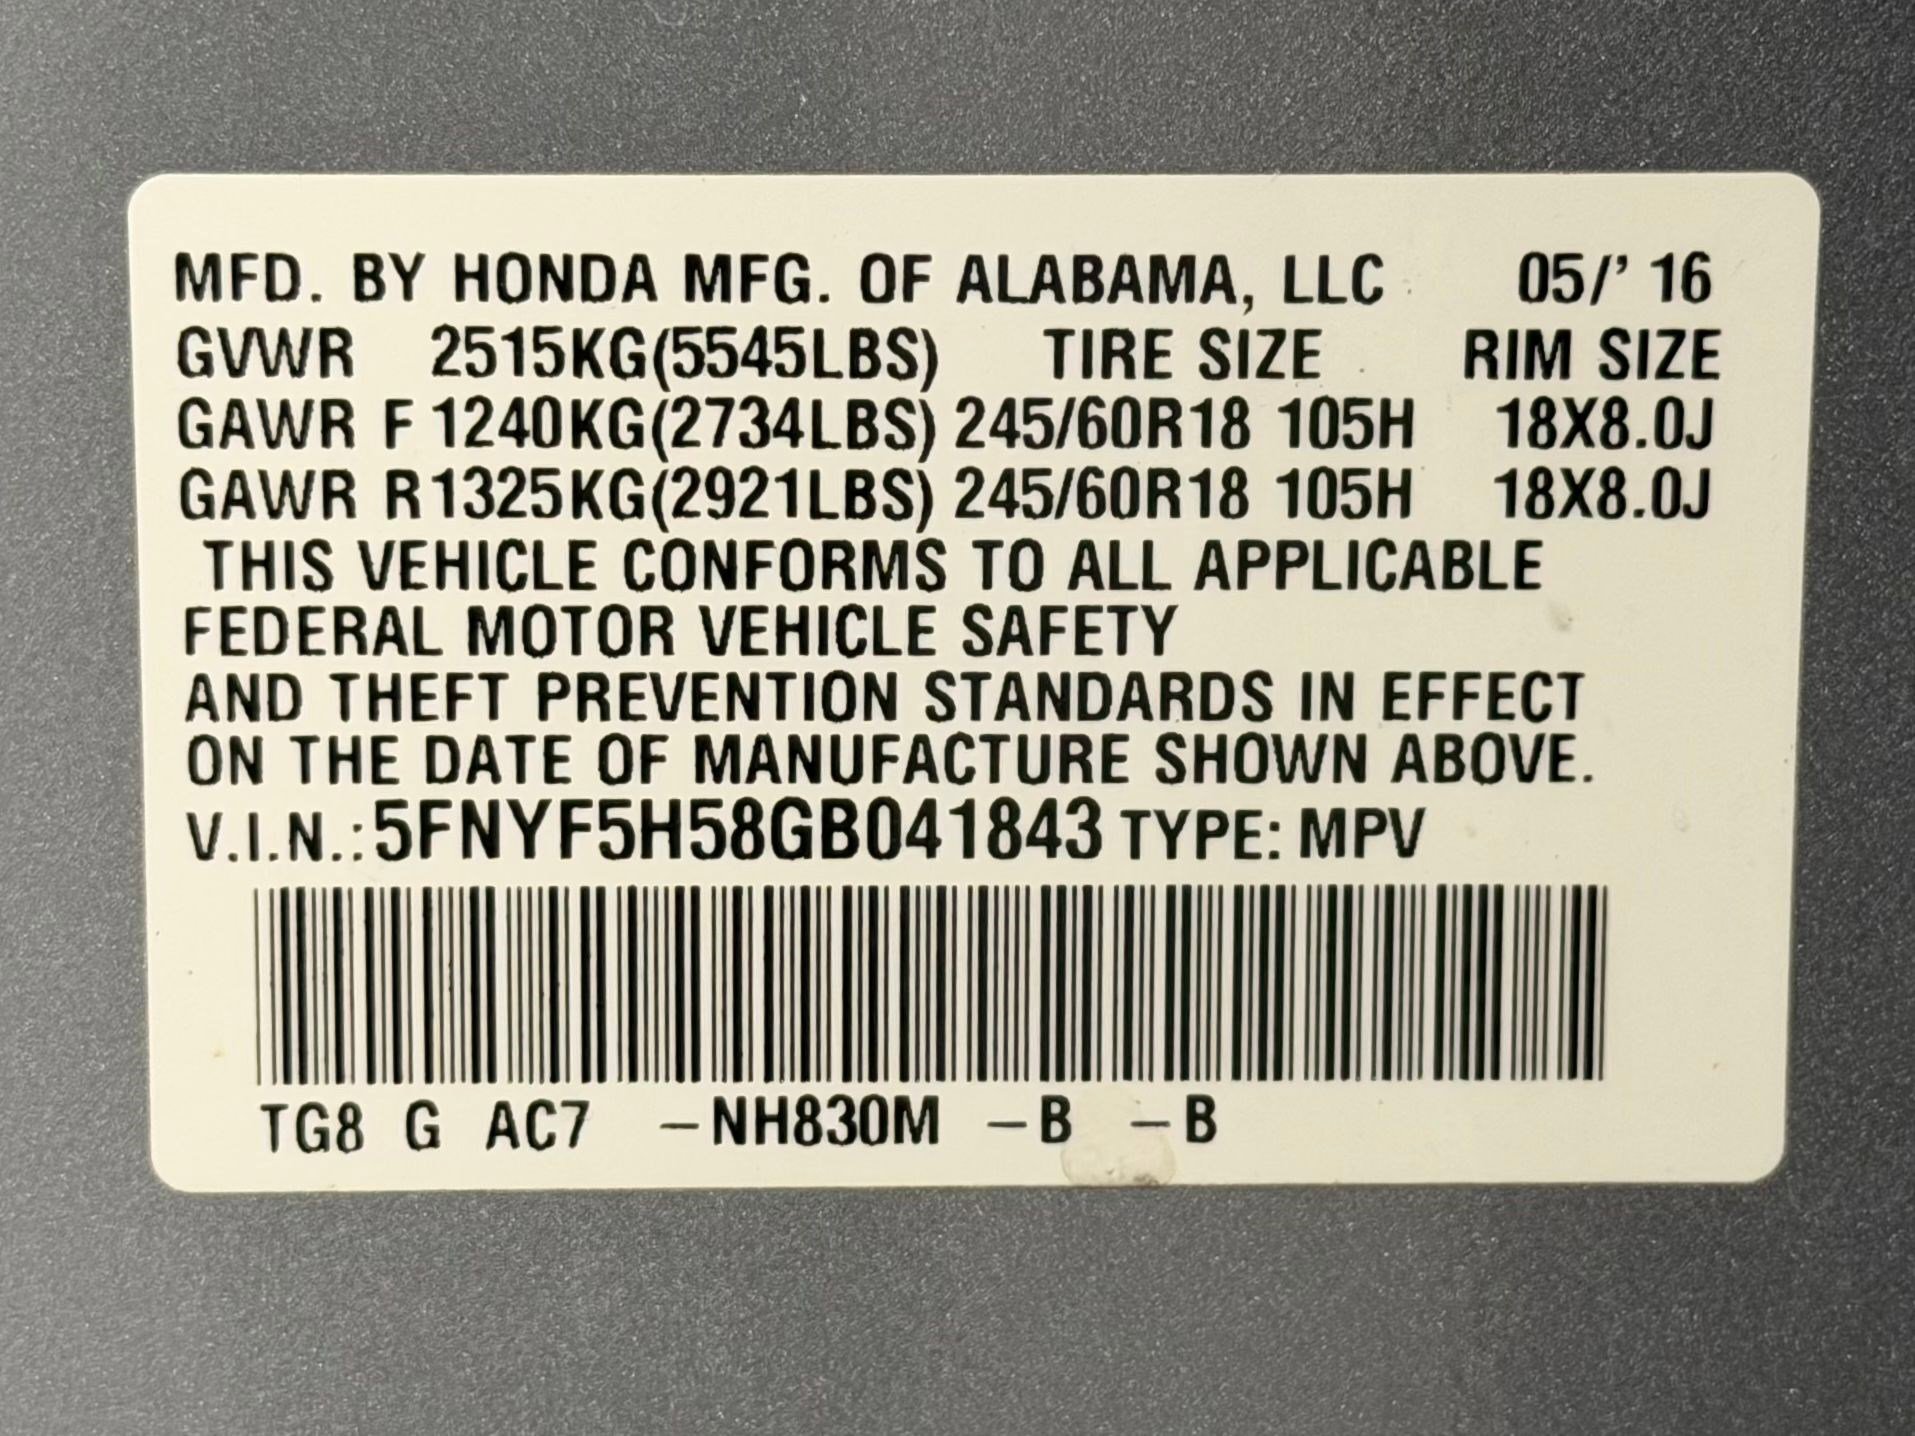 MFD. BY HONDA MFG. OF ALABAMA, LLC 05/' 16
GVWR 2515KG(5545LBS) TIRE SIZE RIM SIZE
GAWR F 1240KG(2734LBS) 245/60R18 105H 18X8.0J
GAWR R 1325KG(2921LBS) 245/60R18 105H 18X8.0J
THIS VEHICLE CONFORMS TO ALL APPLICABLE
FEDERAL MOTOR VEHICLE SAFETY
AND THEFT PREVENTION STANDARDS IN EFFECT
ON THE DATE OF MANUFACTURE SHOWN ABOVE.
V.I.N.: 5FNYF5H58GB041843 TYPE: MPV
TG8 G AC7 –NH830M –B –B